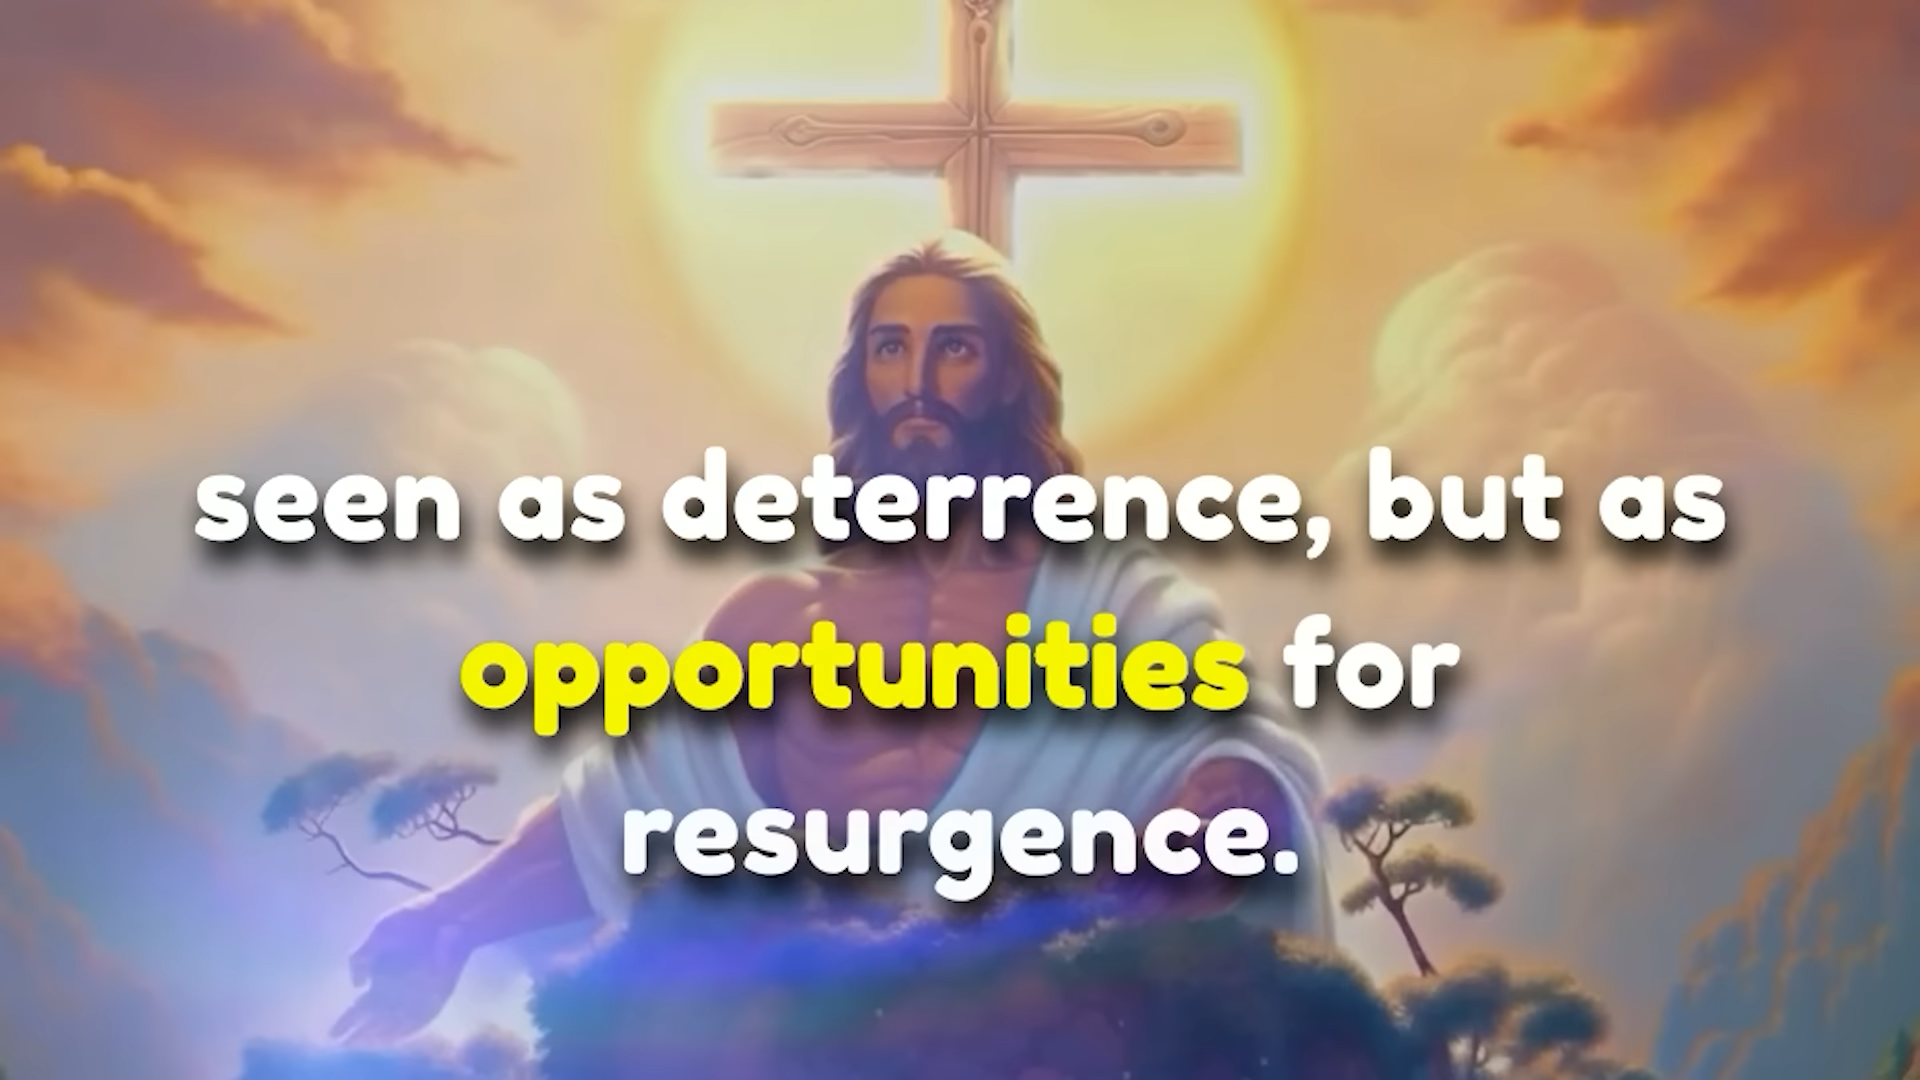 seen as deterrence, but as
opportunities for
resurgence.